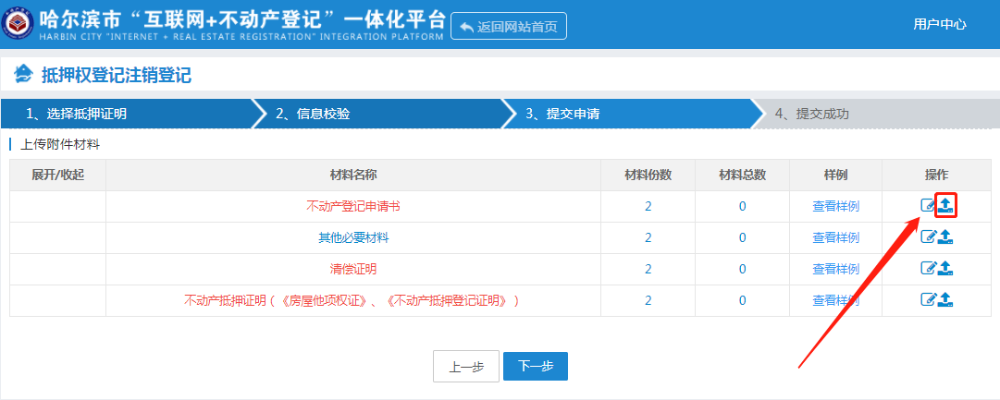 哈尔滨市“互联网+不动产登记”一体化平台
HARBIN CITY "INTERNET + REAL ESTATE REGISTRATION" INTEGRATION PLATFORM
返回网站首页
用户中心
抵押权登记注销登记
1、选择抵押证明 2、信息校验 3、提交申请 4、提交成功
上传附件材料
展开/收起 材料名称 材料份数 材料总数 样例 操作
不动产登记申请书 2 0 查看样例
其他必要材料 2 0 查看样例
清偿证明 2 0 查看样例
不动产抵押证明（《房屋他项权证》、《不动产抵押登记证明》） 2 0 查看样例
上一步 下一步